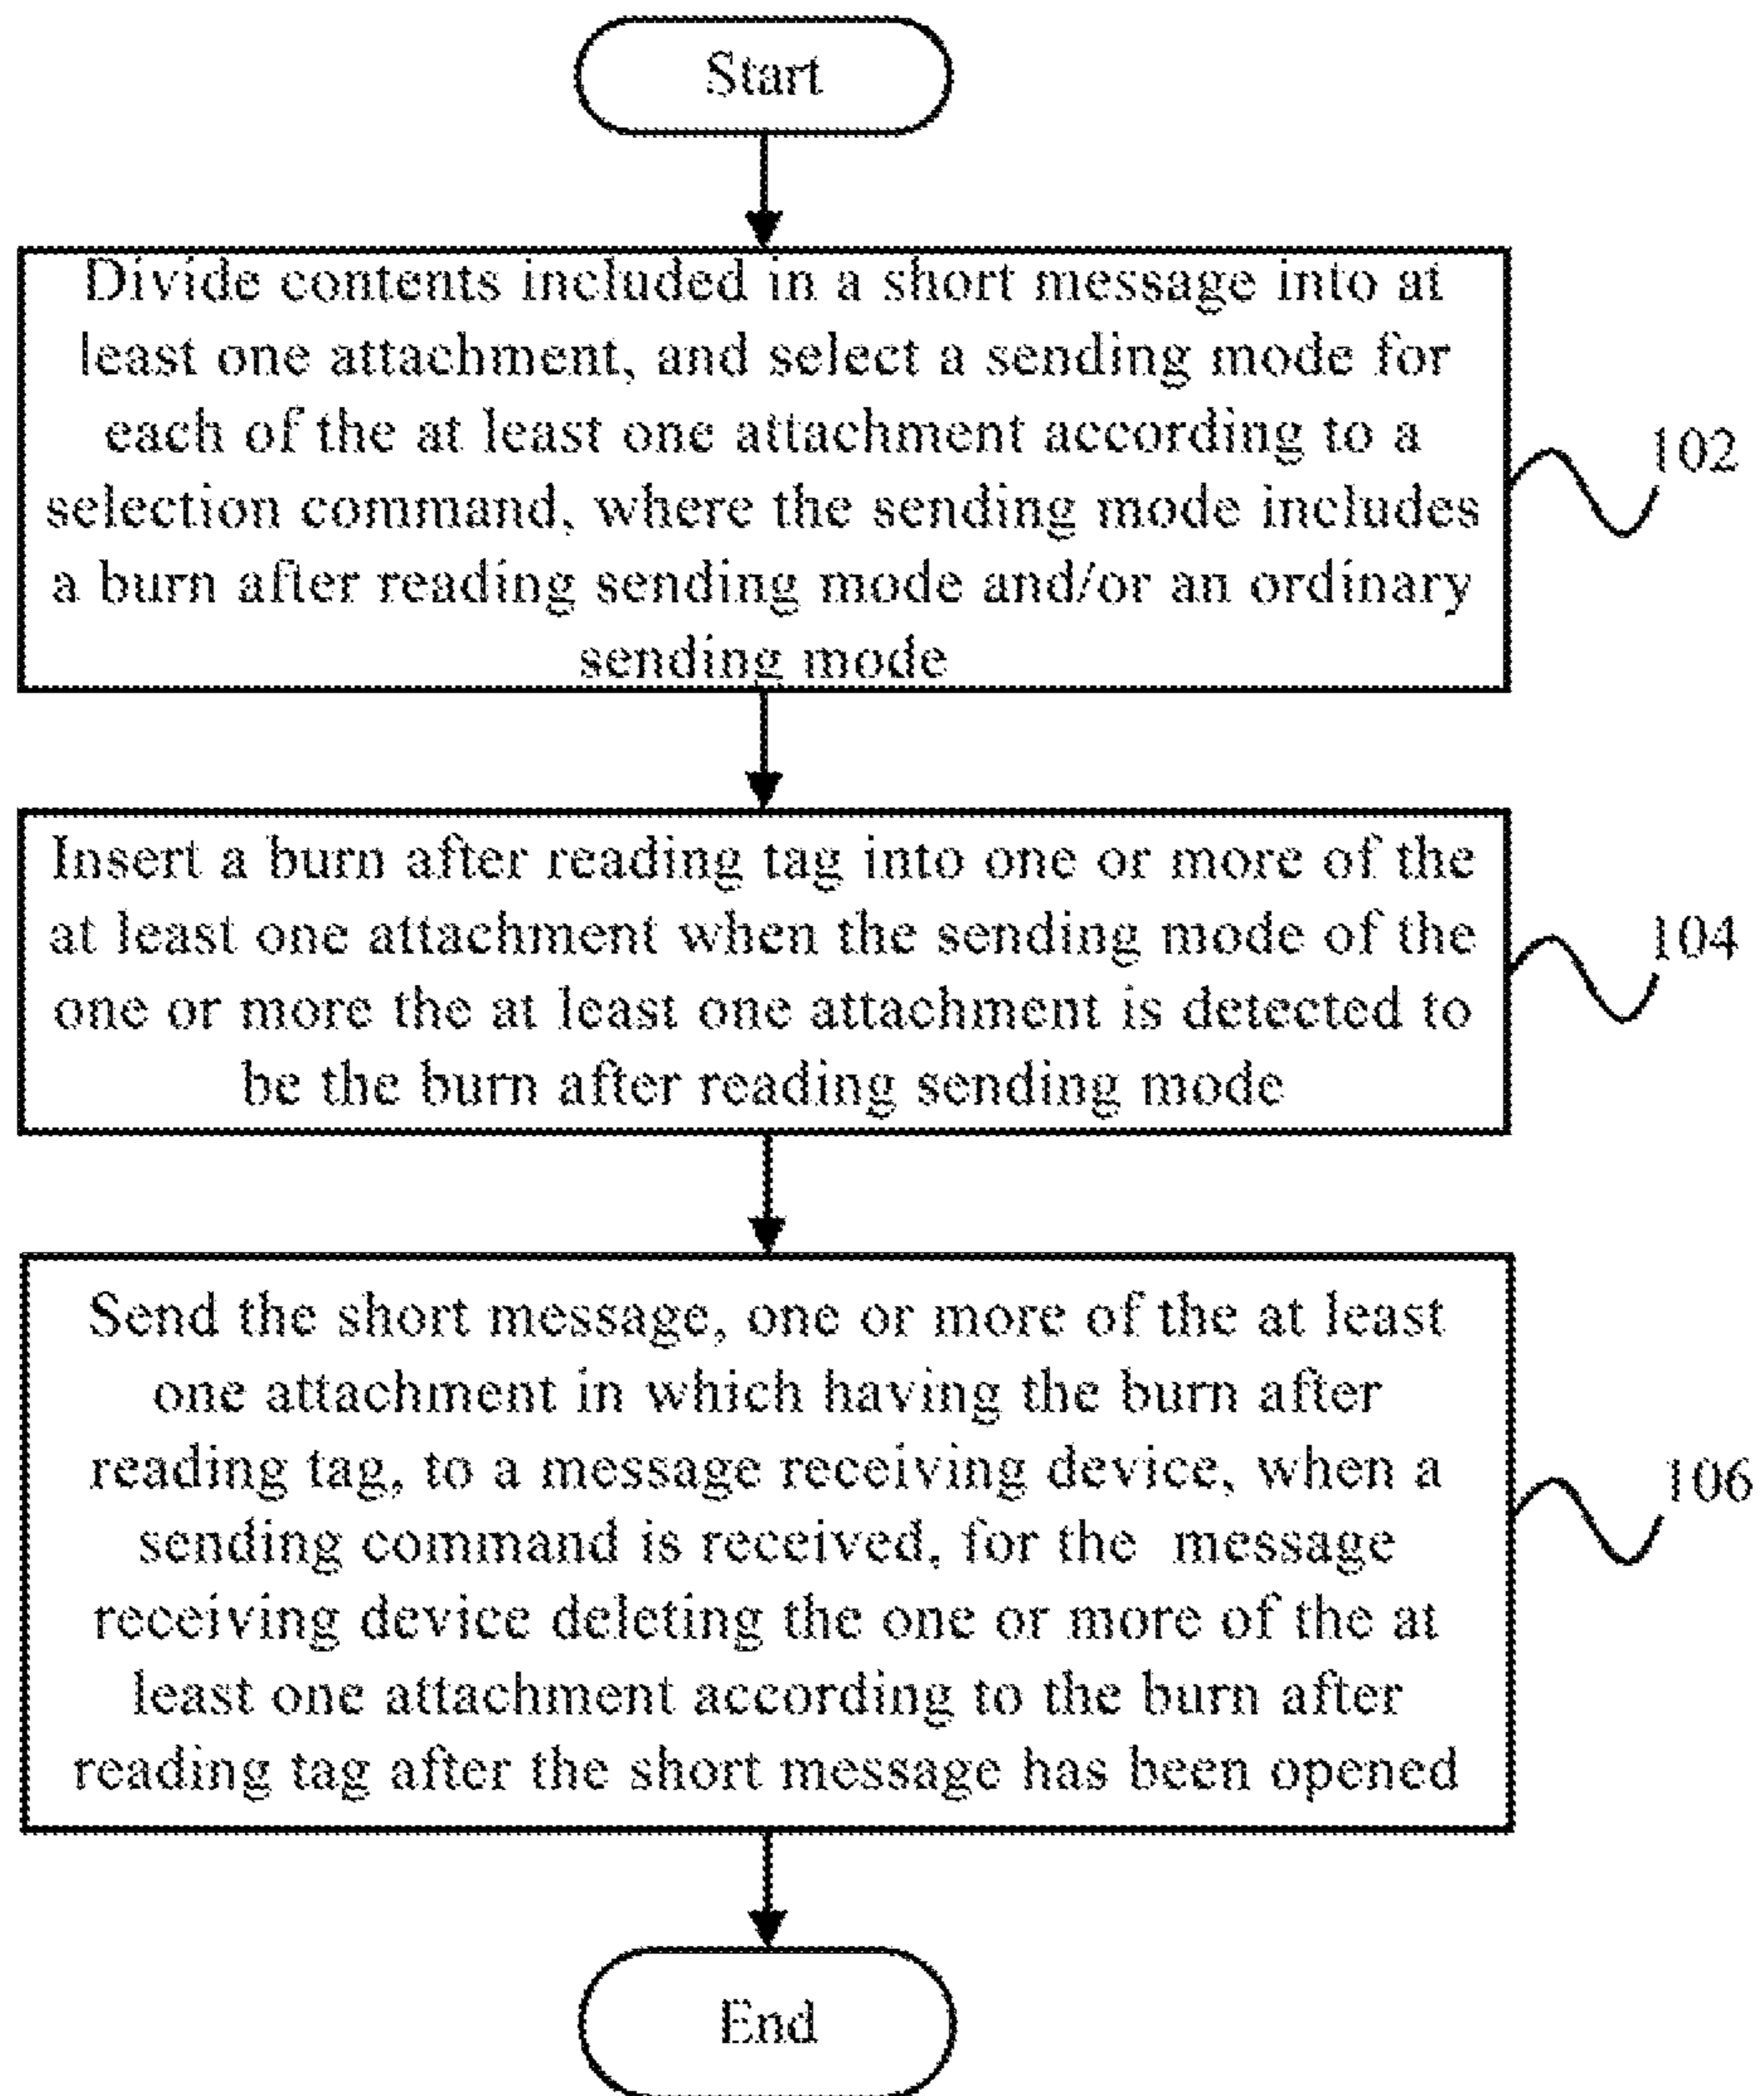 Start
Divide contents included in a short message into at
least one attachment, and select a sending mode for
each of the at least one attachment according to a
selection command, where the sending mode includes
a burn after reading sending mode and/or an ordinary
sending mode
102
Insert a burn after reading tag into one or more of the
at least one attachment when the sending mode of the
one or more the at least one attachment is detected to
be the burn after reading sending mode
104
Send the short message, one or more of the at least
one attachment in which having the burn after
reading tag, to a message receiving device, when a
sending command is received, for the message
receiving device deleting the one or more of the at
least one attachment according to the burn after
reading tag after the short message has been opened
106
End